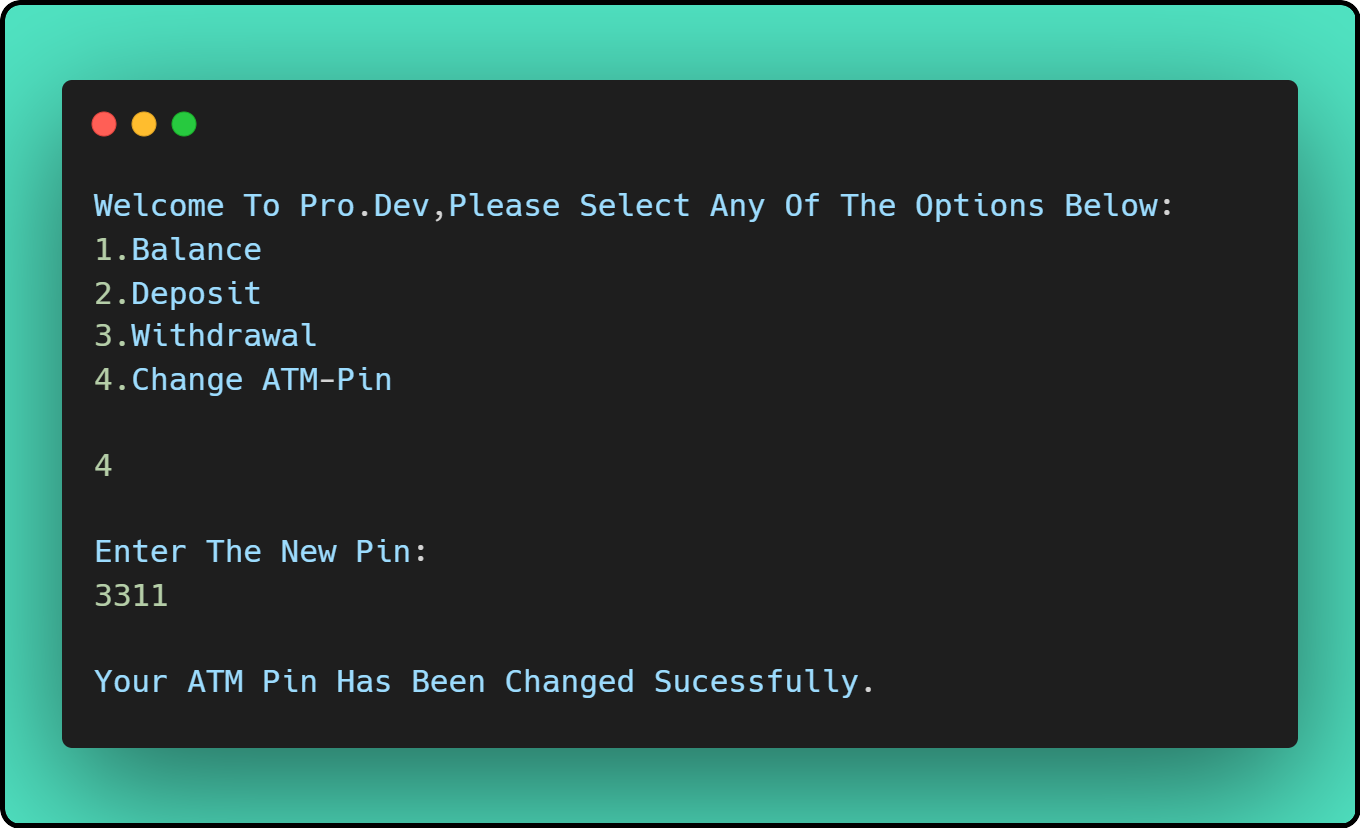 Welcome To Pro.Dev,Please Select Any Of The Options Below:
1.Balance
2.Deposit
3.Withdrawal
4.Change ATM-Pin
4
Enter The New Pin:
3311
Your ATM Pin Has Been Changed Sucessfully.